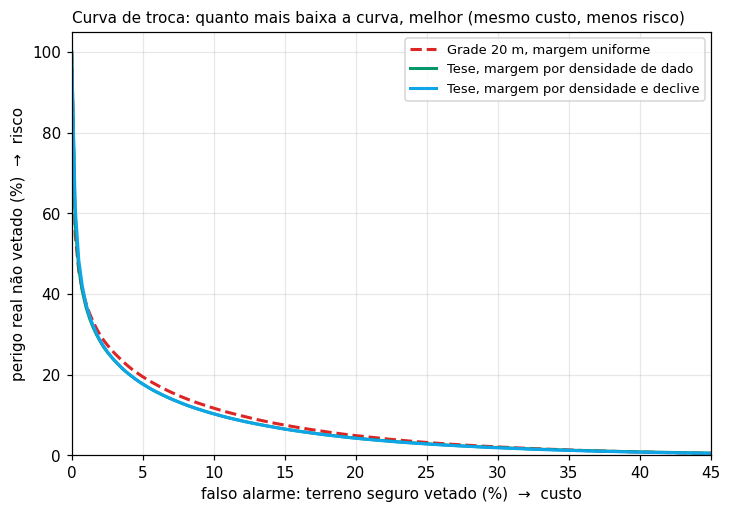 Curva de troca: quanto mais baixa a curva, melhor (mesmo custo, menos risco)
Grade 20 m, margem uniforme
Tese, margem por densidade de dado
Tese, margem por densidade e declive
perigo real não vetado (%) → risco
100
80
60
40
20
0
0 5 10 15 20 25 30 35 40 45
falso alarme: terreno seguro vetado (%) → custo